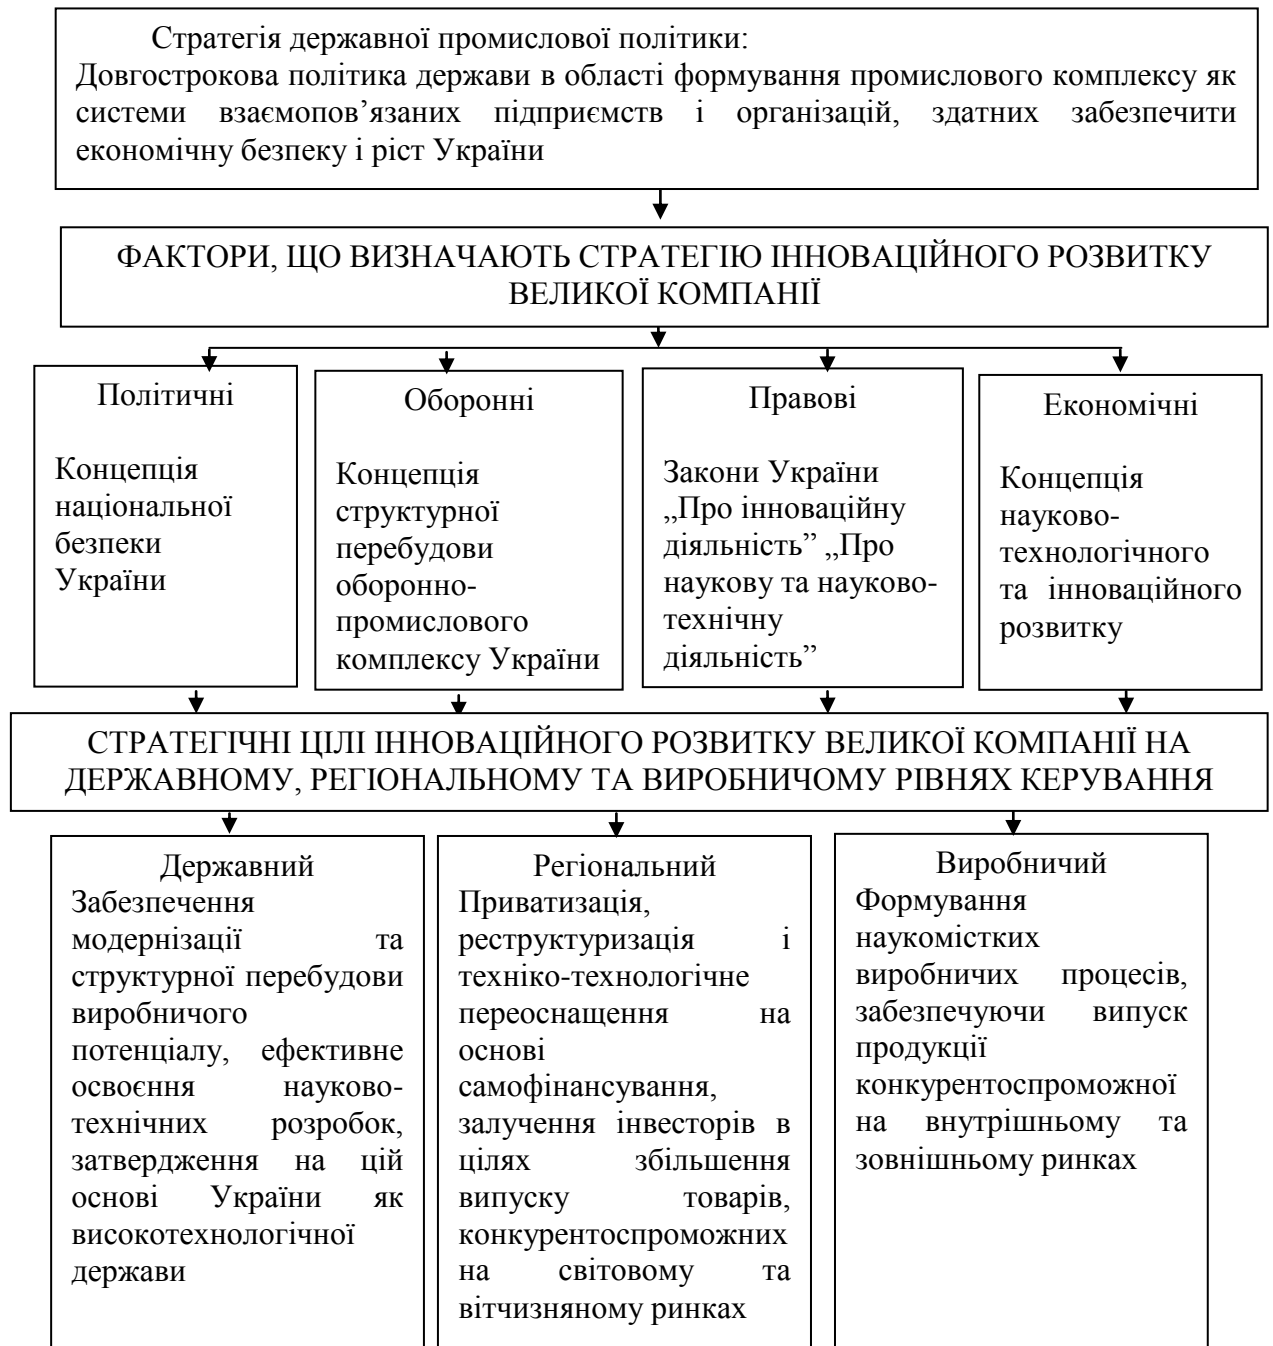 Стратегія державної промислової політики:
Довгострокова політика держави в області формування промислового комплексу як
системи взаємопов’язаних підприємств і організацій, здатних забезпечити
економічну безпеку і ріст України
ФАКТОРИ, ЩО ВИЗНАЧАЮТЬ СТРАТЕГІЮ ІННОВАЦІЙНОГО РОЗВИТКУ
ВЕЛИКОЇ КОМПАНІЇ
Політичні
Концепція
національної
безпеки
України
Оборонні
Концепція
структурної
перебудови
оборонно-
промислового
комплексу України
Правові
Закони України
„Про інноваційну
діяльність” „Про
наукову та науково-
технічну
діяльність”
Економічні
Концепція
науково-
технологічного
та інноваційного
розвитку
СТРАТЕГІЧНІ ЦІЛІ ІННОВАЦІЙНОГО РОЗВИТКУ ВЕЛИКОЇ КОМПАНІЇ НА
ДЕРЖАВНОМУ, РЕГІОНАЛЬНОМУ ТА ВИРОБНИЧОМУ РІВНЯХ КЕРУВАННЯ
Державний
Забезпечення
модернізації та
структурної перебудови
виробничого
потенціалу, ефективне
освоєння науково-
технічних розробок,
затвердження на цій
основі України як
високотехнологічної
держави
Регіональний
Приватизація,
реструктуризація і
техніко-технологічне
переоснащення на
основі
самофінансування,
залучення інвесторів в
цілях збільшення
випуску товарів,
конкурентоспроможних
на світовому та
вітчизняному ринках
Виробничий
Формування
наукомістких
виробничих процесів,
забезпечуючи випуск
продукції
конкурентоспроможної
на внутрішньому та
зовнішньому ринках